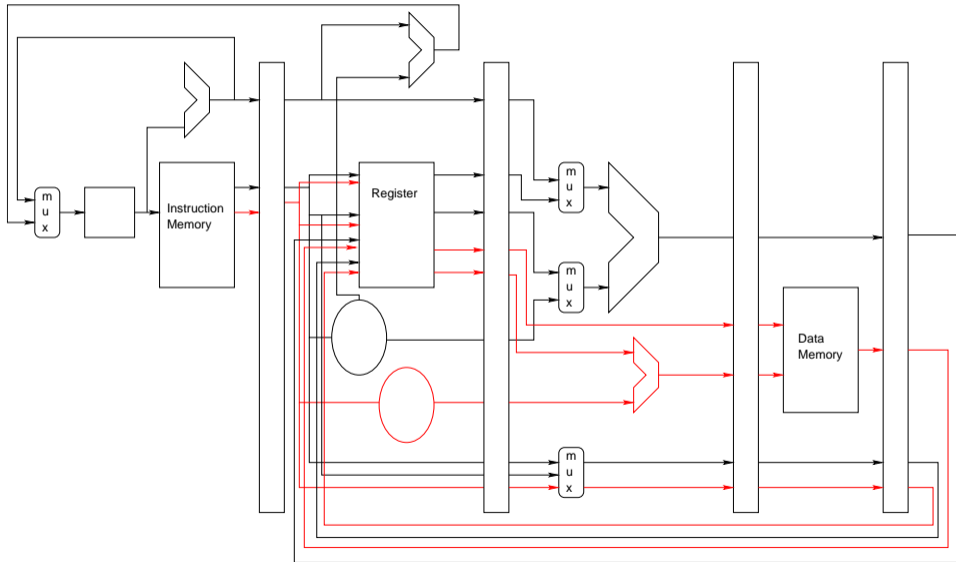 m
u
x
Instruction
Memory
Register
m
u
x
m
u
x
Data
Memory
m
u
x